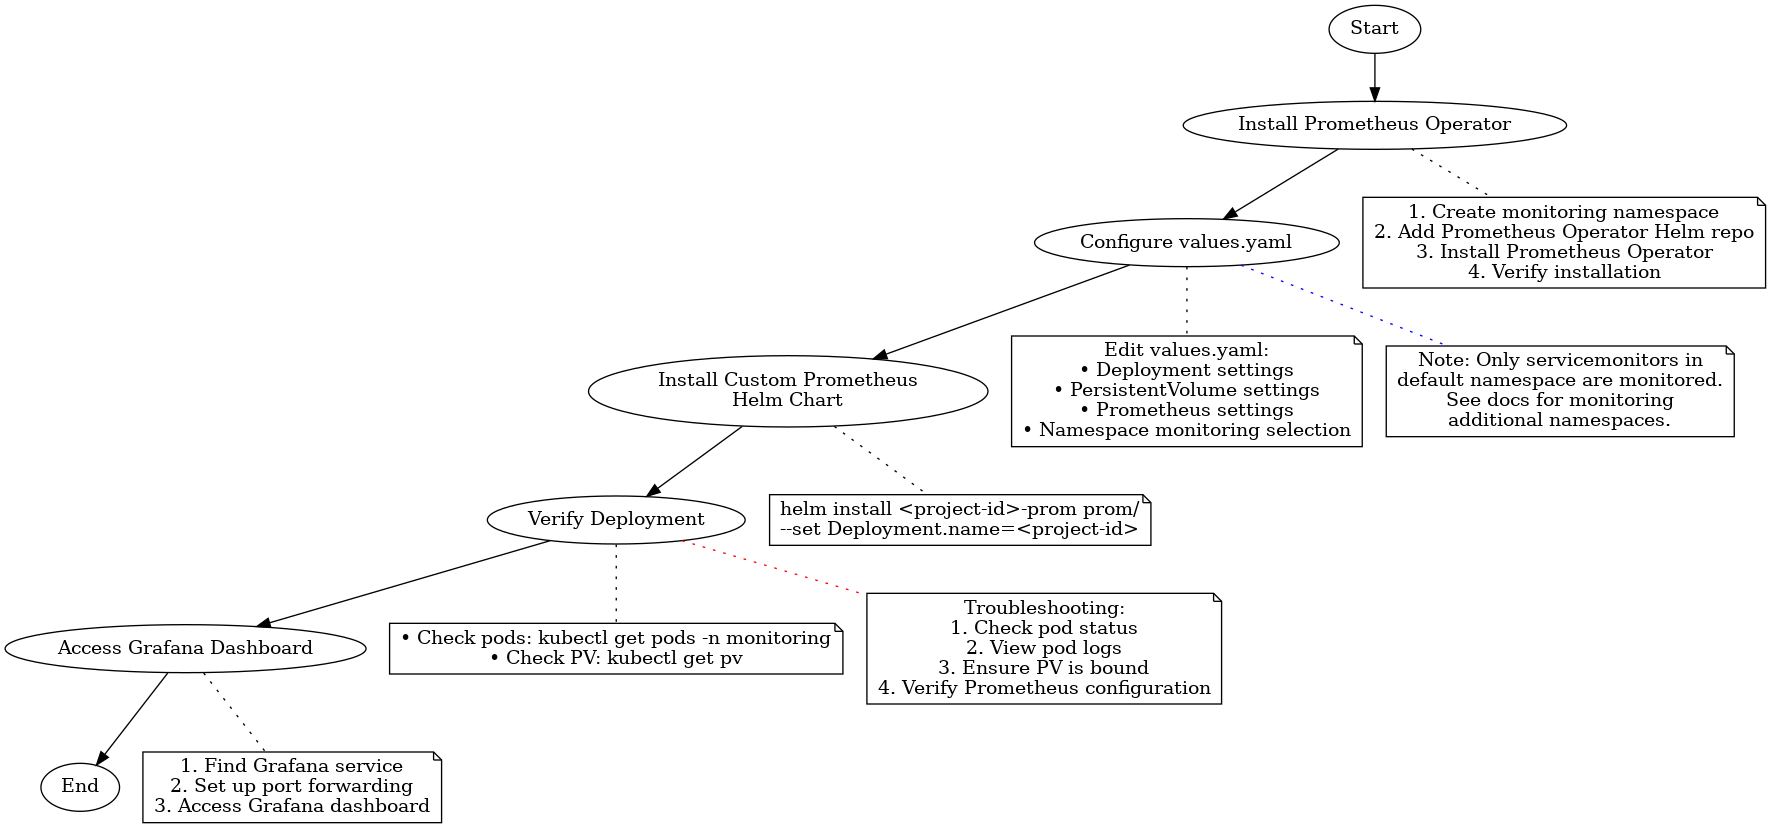 Start
Install Prometheus Operator
1. Create monitoring namespace
2. Add Prometheus Operator Helm repo
3. Install Prometheus Operator
4. Verify installation
Configure values.yaml
Edit values.yaml:
• Deployment settings
• PersistentVolume settings
• Prometheus settings
• Namespace monitoring selection
Note: Only servicemonitors in
default namespace are monitored.
See docs for monitoring
additional namespaces.
Install Custom Prometheus
Helm Chart
helm install <project-id>-prom prom/
--set Deployment.name=<project-id>
Verify Deployment
• Check pods: kubectl get pods -n monitoring
• Check PV: kubectl get pv
Troubleshooting:
1. Check pod status
2. View pod logs
3. Ensure PV is bound
4. Verify Prometheus configuration
Access Grafana Dashboard
1. Find Grafana service
2. Set up port forwarding
3. Access Grafana dashboard
End